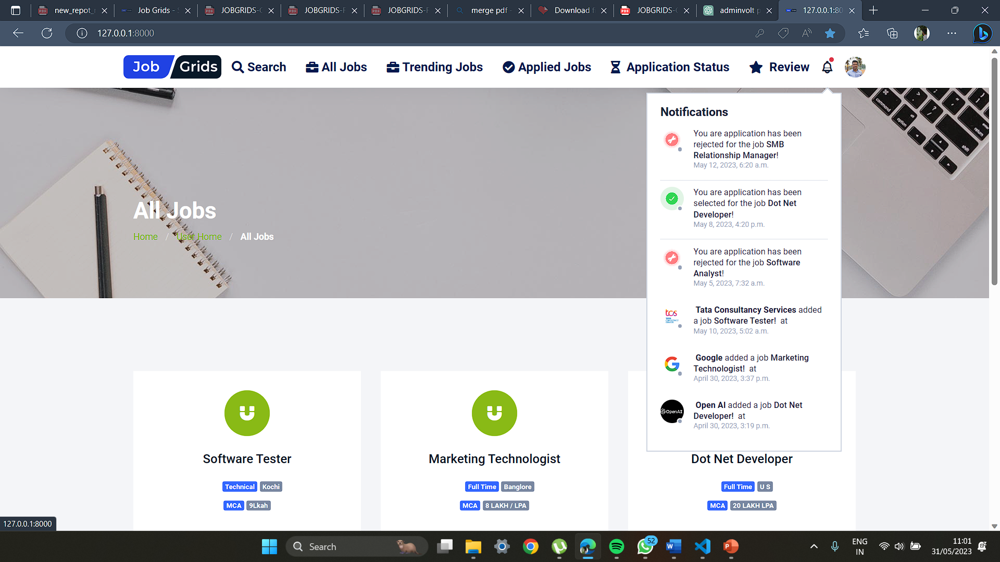 new_repot_
Job Grids -
JOBGRIDS-
JOBGRIDS-
JOBGRIDS-
merge pdf -
Download f
JOBGRIDS-
adminvolt p
127.0.0.1:80
127.0.0.1:8000
Job Grids
Search
All Jobs
Trending Jobs
Applied Jobs
Application Status
Review
All Jobs
Home / User Home / All Jobs
Notifications
You are application has been
rejected for the job SMB
Relationship Manager!
May 12, 2023, 6:20 a.m.
You are application has been
selected for the job Dot Net
Developer!
May 8, 2023, 4:20 p.m.
You are application has been
rejected for the job Software
Analyst!
May 5, 2023, 7:32 a.m.
tcs
TATA
CONSULTANCY
SERVICES
Tata Consultancy Services added
a job Software Tester! at
May 10, 2023, 5:02 a.m.
Google added a job Marketing
Technologist! at
April 30, 2023, 3:37 p.m.
OpenAI
Open AI added a job Dot Net
Developer! at
April 30, 2023, 3:19 p.m.
command
option
return
shift
Software Tester
Technical Kochi
MCA 9Lkah
Marketing Technologist
Full Time Banglore
MCA 8 LAKH / LPA
Dot Net Developer
Full Time U S
MCA 20 LAKH LPA
127.0.0.1:8000
Search
52
ENG
IN
11:01
31/05/2023